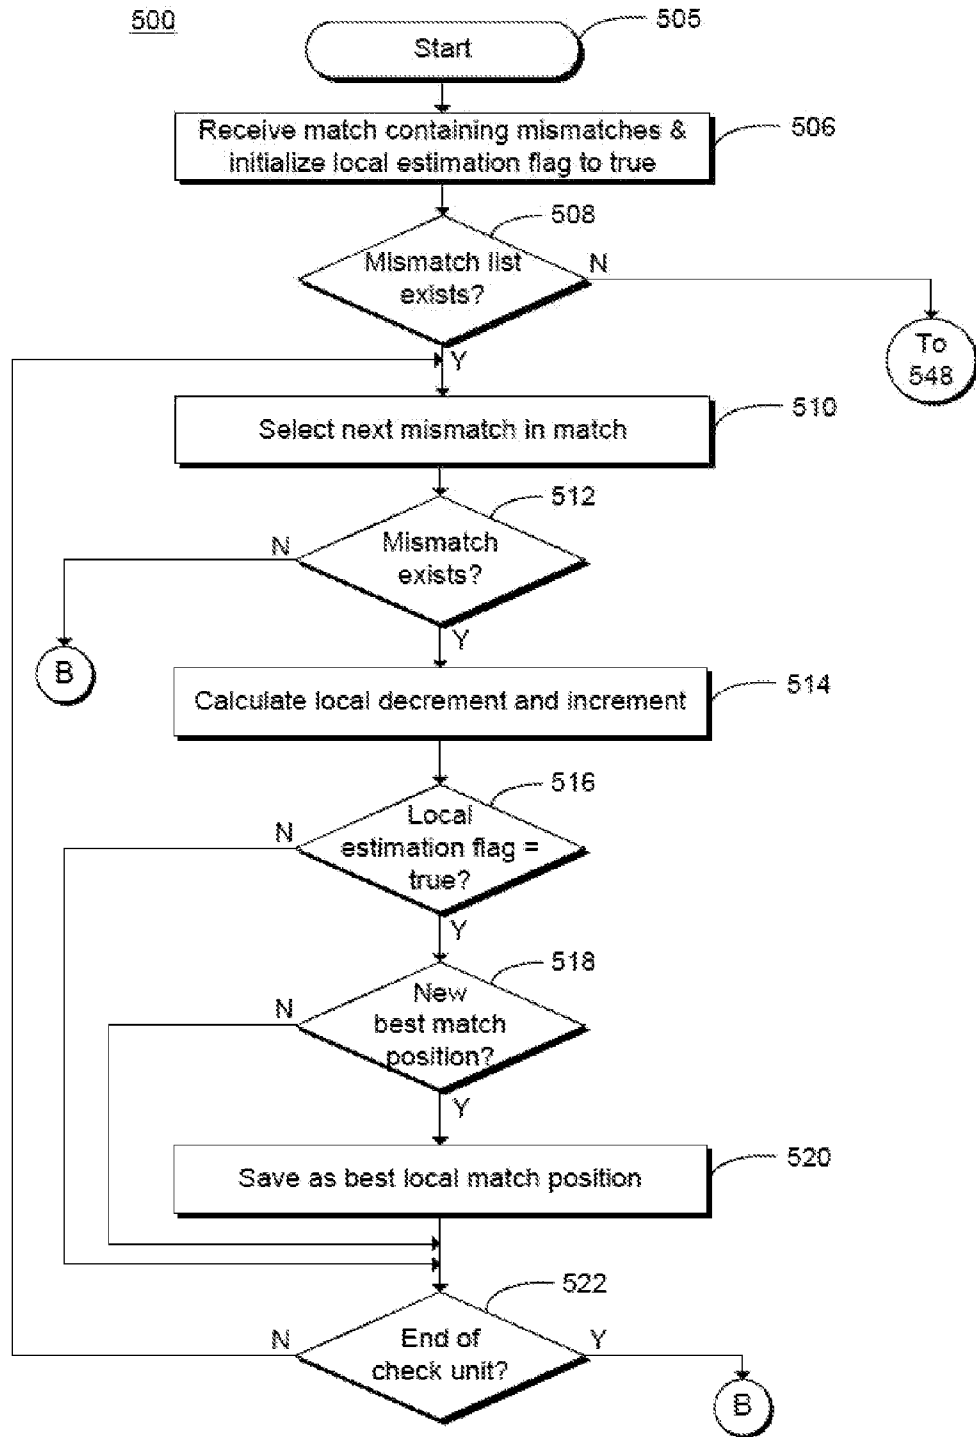 500
Start
505
Receive match containing mismatches &
initialize local estimation flag to true
506
508
Mismatch list
exists?
N
To
548
Y
Select next mismatch in match
510
512
Mismatch
exists?
N
B
Y
Calculate local decrement and increment
514
516
Local
estimation flag =
true?
N
Y
518
New
best match
position?
N
Y
Save as best local match position
520
522
End of
check unit?
N
Y
B